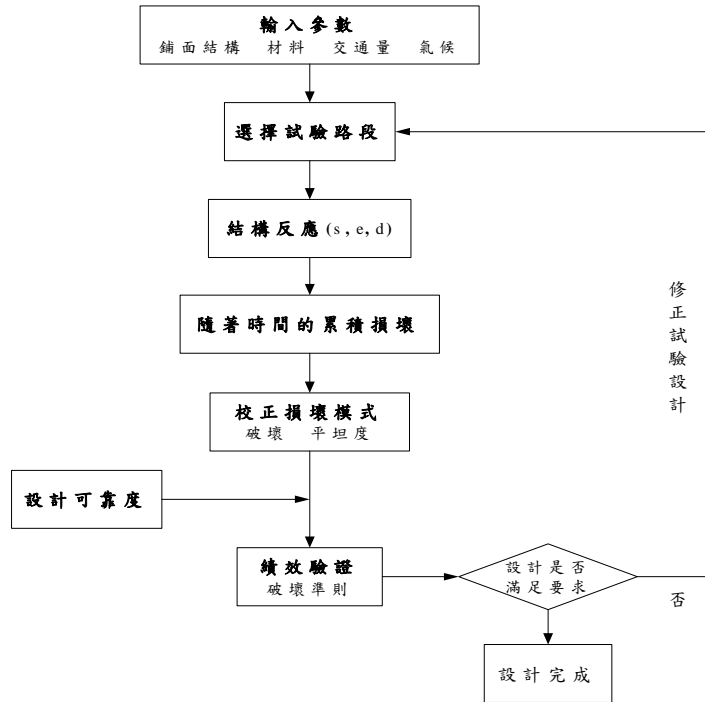 輸入參數
鋪面結構 材料 交通量 氣候
選擇試驗路段
結構反應(s,e,d)
隨著時間的累積損壞
校正損壞模式
破壞 平坦度
設計可靠度
績效驗證
破壞準則
設計是否
滿足要求
否
設計完成
修正試驗設計